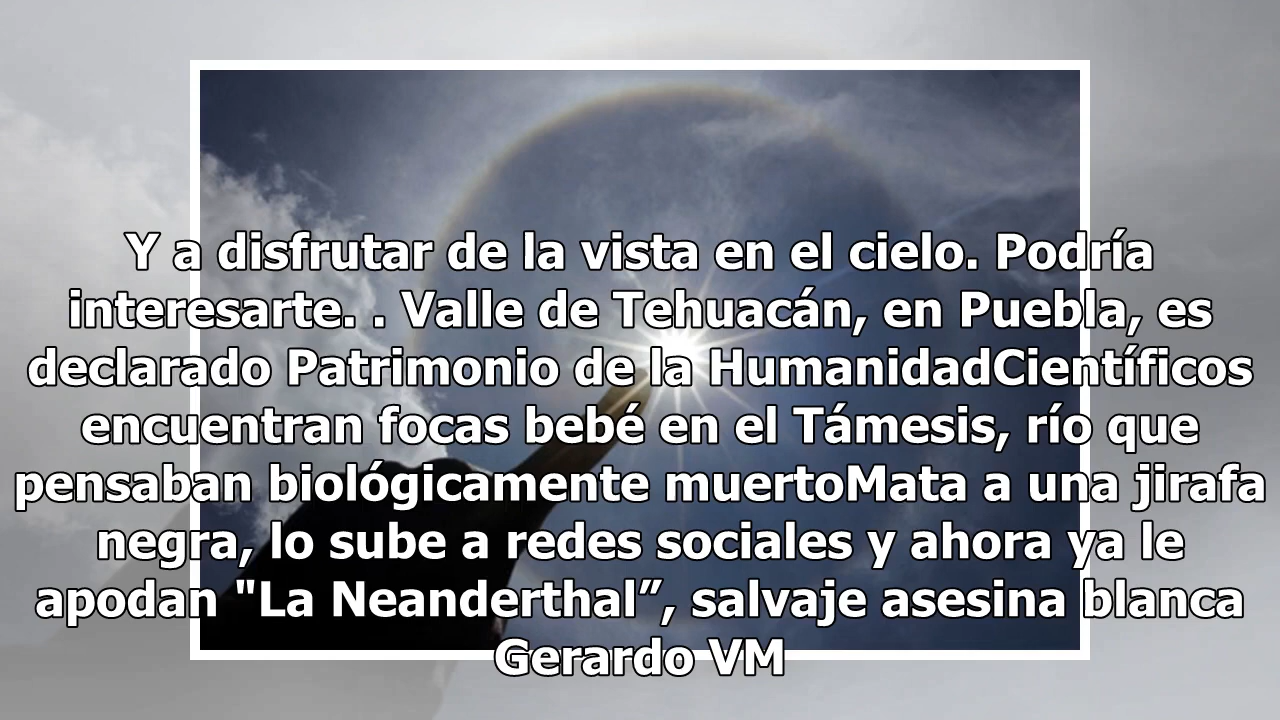 Y a disfrutar de la vista en el cielo. Podría
interesarte. . Valle de Tehuacán, en Puebla, es
declarado Patrimonio de la HumanidadCientíficos
encuentran focas bebé en el Támesis, río que
pensaban biológicamente muertoMata a una jirafa
negra, lo sube a redes sociales y ahora ya le
apodan "La Neanderthal”, salvaje asesina blanca
Gerardo VM